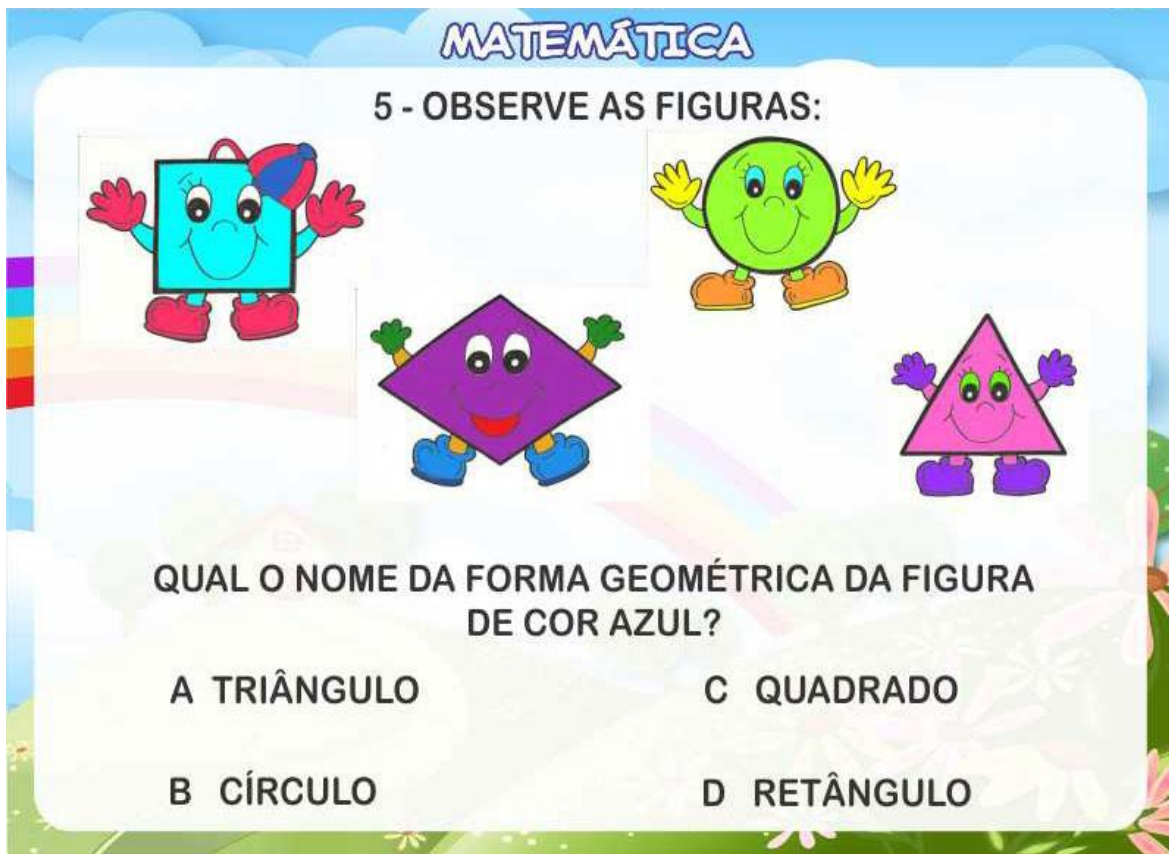 MATEMÁTICA
5 - OBSERVE AS FIGURAS:
QUAL O NOME DA FORMA GEOMÉTRICA DA FIGURA
DE COR AZUL?
A TRIÂNGULO
C QUADRADO
B CÍRCULO
D RETÂNGULO